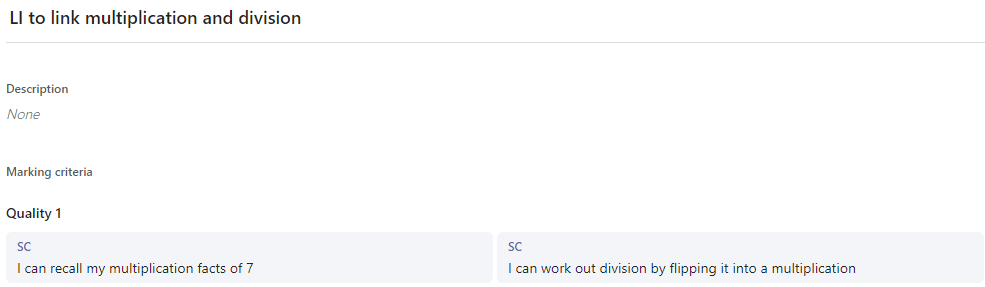 LI to link multiplication and division
Description
None
Marking criteria
Quality 1
SC
I can recall my multiplication facts of 7
SC
I can work out division by flipping it into a multiplication